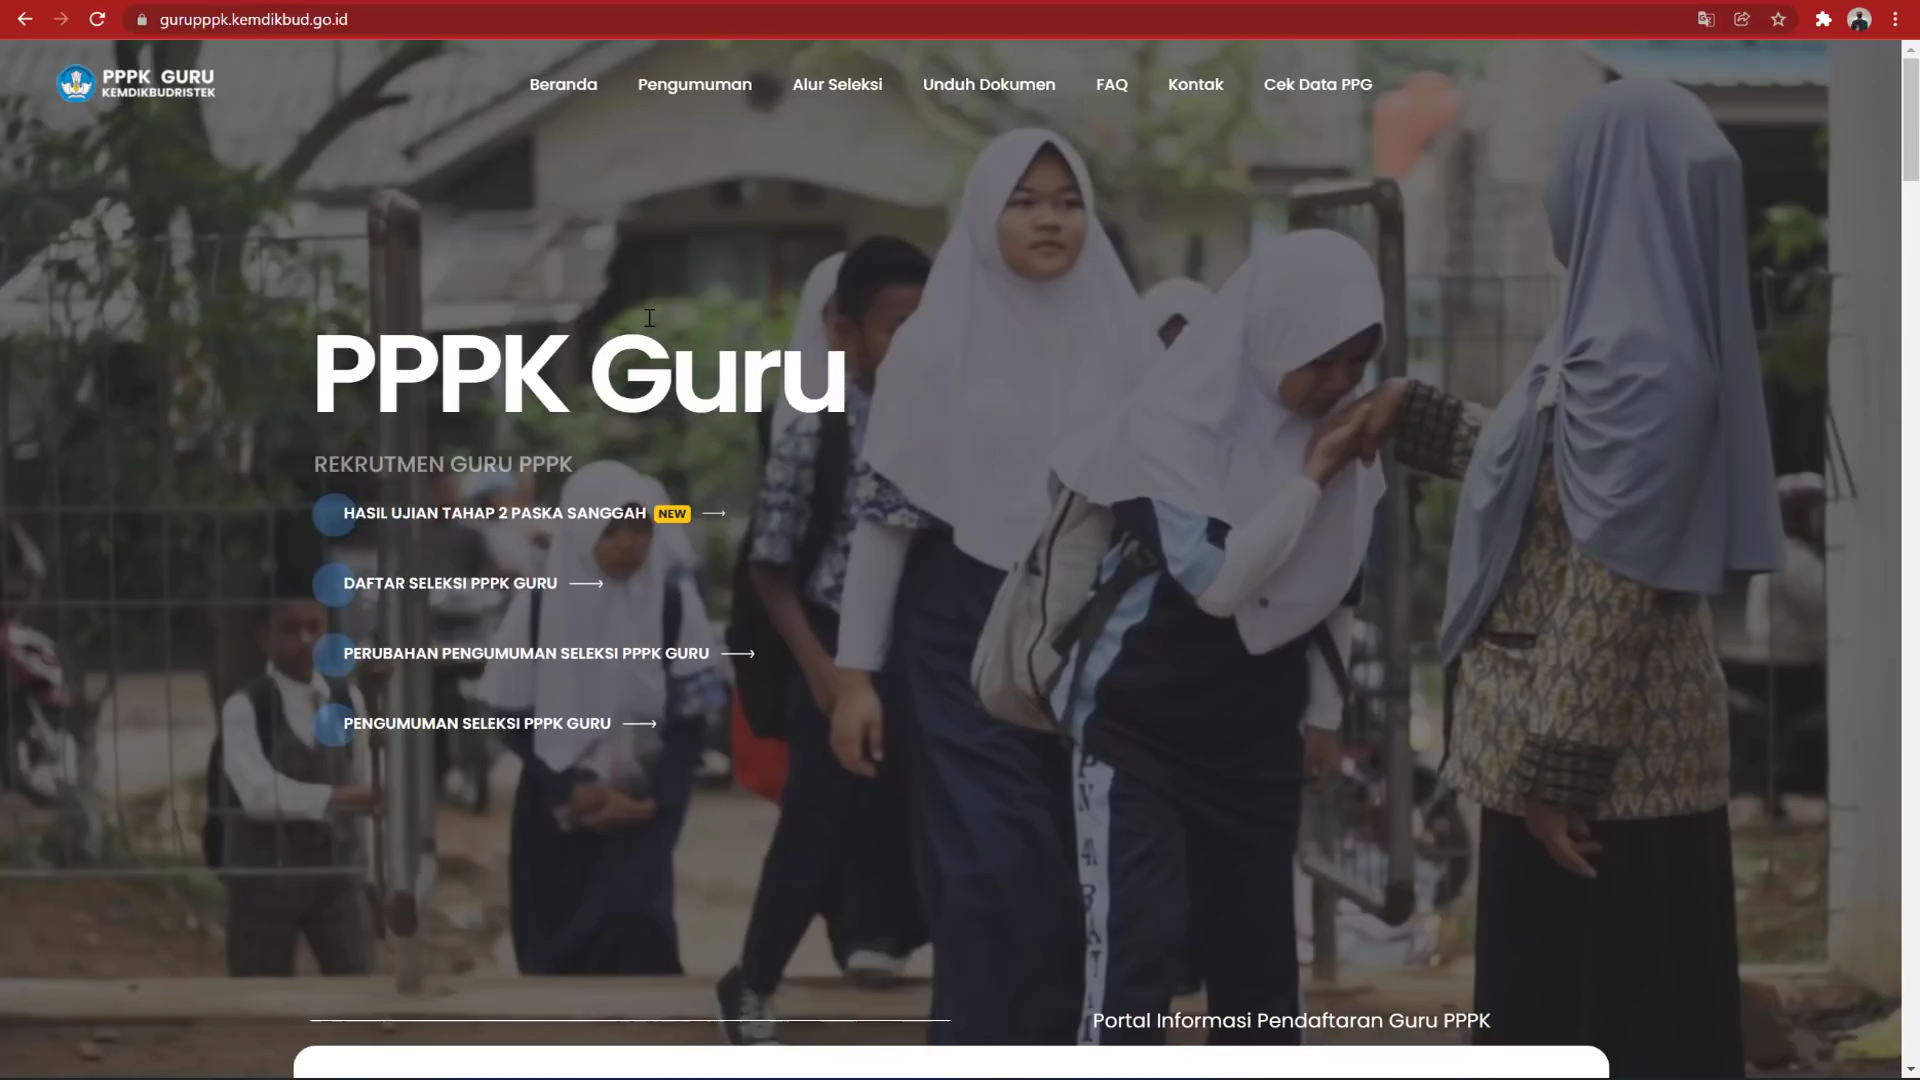 gurupppk.kemdikbud.go.id
PPPK GURU
KEMDIKBUDRISTEK
Beranda
Pengumuman
Alur Seleksi
Unduh Dokumen
FAQ
Kontak
Cek Data PPG
PPPK Guru
REKRUTMEN GURU PPPK
HASIL UJIAN TAHAP 2 PASKA SANGGAH NEW
DAFTAR SELEKSI PPPK GURU
PERUBAHAN PENGUMUMAN SELEKSI PPPK GURU
PENGUMUMAN SELEKSI PPPK GURU
Portal Informasi Pendaftaran Guru PPPK